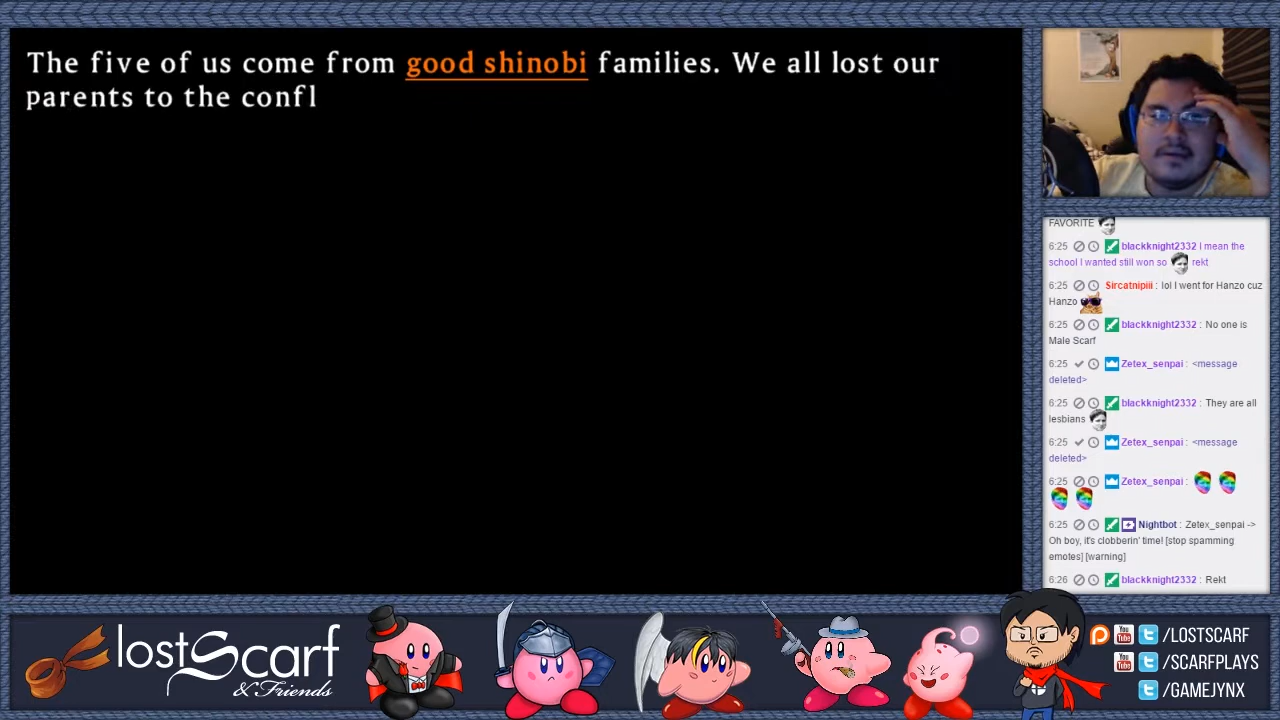 The five of us come from good shinobi families. We all lost our
parents to the confl
FAVORITE
6:25 blackknight2332 I mean the
school I wanted still won so rekt
6:25 Sircatnipiii : lol I went for Hanzo cuz
Hanzo
6:25 blackknight2332 : No one is
Male Scarf
6:25 Zetex_senpai : <message
deleted>
6:25 blackknight2332 : They are all
lesbians
6:25 Zetex_senpai : <message
deleted>
6:25 Zetex_senpai :
6:25 Nightbot : Zetex_senpai ->
Oh boy, it's clobberin' time! [stop spamming
emotes] [warning]
6:26 blackknight2332 : Rekt
lostScarf
& Friends
You Tube /LOSTSCARF
You Tube /SCARFPLAYS
/GAMEJYNX